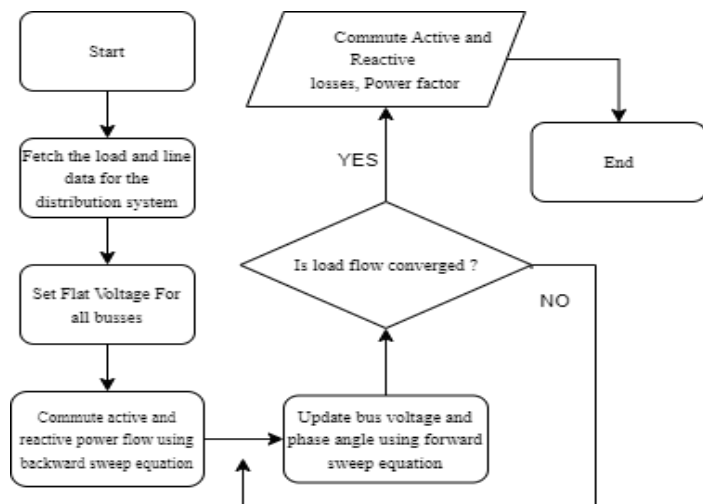 Start
Fetch the load and line
data for the
distribution system
Set Flat Voltage For
all busses
Commute active and
reactive power flow using
backward sweep equation
Update bus voltage and
phase angle using forward
sweep equation
Is load flow converged ?
YES
NO
Commute Active and
Reactive
losses, Power factor
End